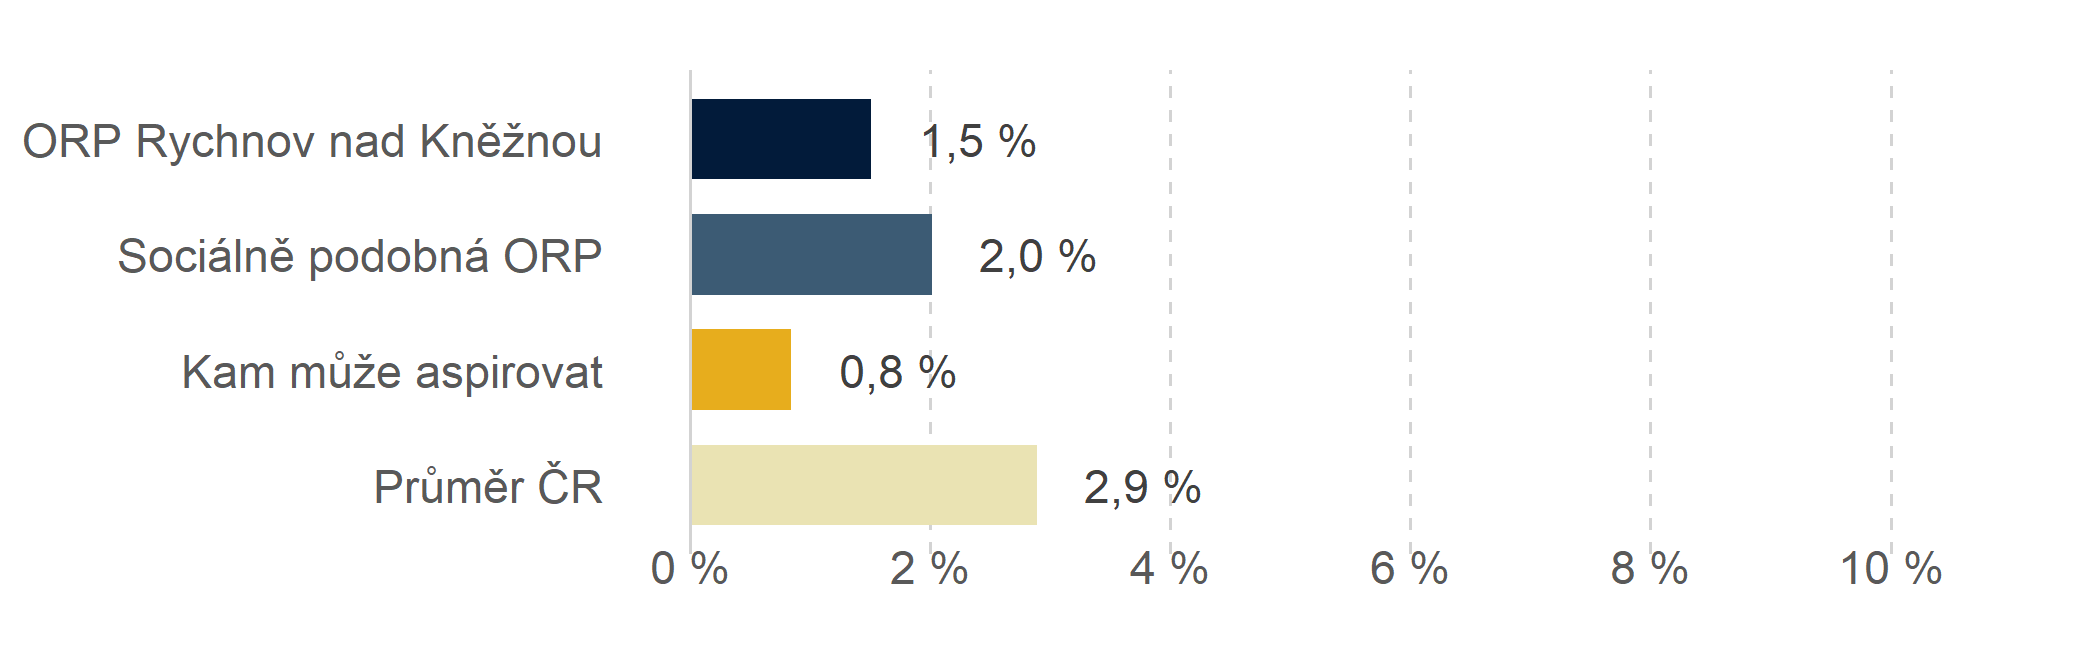 ORP Rychnov nad Kněžnou 1,5 %
Sociálně podobná ORP 2,0 %
Kam může aspirovat 0,8 %
Průměr ČR 2,9 %
0 % 2 % 4 % 6 % 8 % 10 %